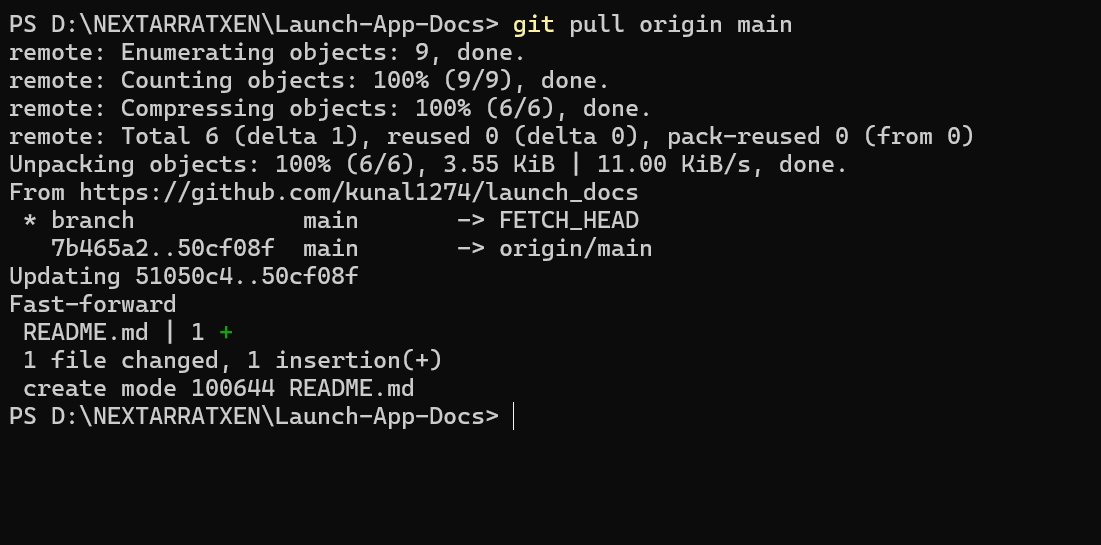 PS D:\NEXTARRATXEN\Launch-App-Docs> git pull origin main
remote: Enumerating objects: 9, done.
remote: Counting objects: 100% (9/9), done.
remote: Compressing objects: 100% (6/6), done.
remote: Total 6 (delta 1), reused 0 (delta 0), pack-reused 0 (from 0)
Unpacking objects: 100% (6/6), 3.55 KiB | 11.00 KiB/s, done.
From https://github.com/kunal1274/launch_docs
 * branch            main       -> FETCH_HEAD
   7b465a2..50cf08f  main       -> origin/main
Updating 51050c4..50cf08f
Fast-forward
 README.md | 1 +
 1 file changed, 1 insertion(+)
 create mode 100644 README.md
PS D:\NEXTARRATXEN\Launch-App-Docs>